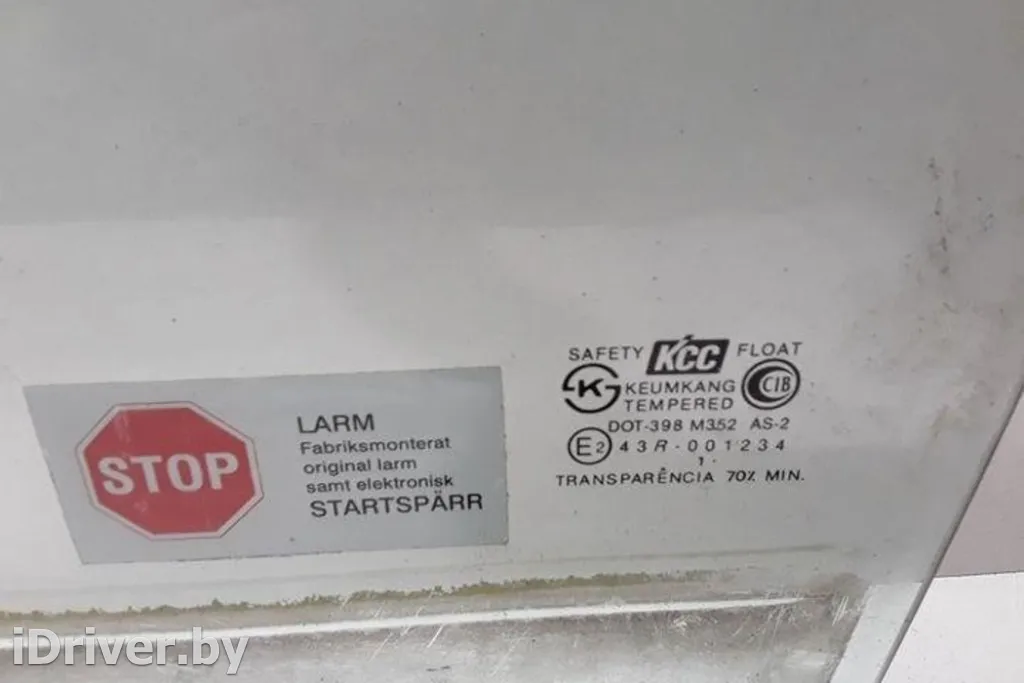 STOP
LARM
Fabriksmonterat
original larm
samt elektronisk
STARTSPÄRR
SAFETY KCC FLOAT
K KEUMKANG CIB
TEMPERED
DOT-398 M352 AS-2
E2 43R-001234
1
TRANSPARÊNCIA 70% MIN.
iDriver.by